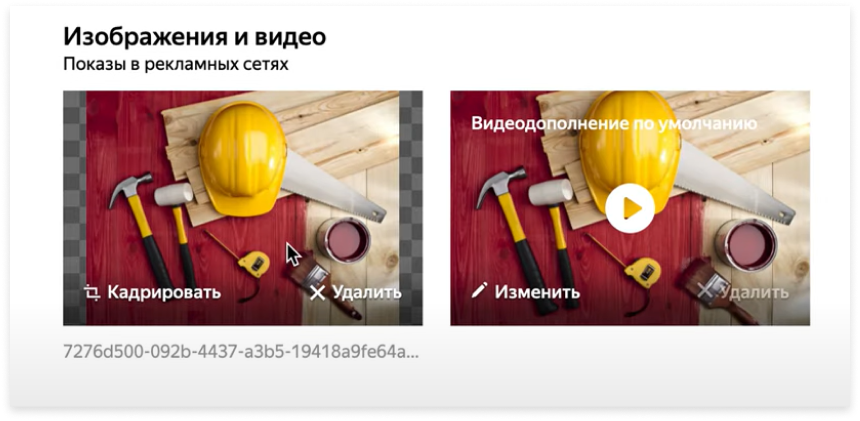 Изображения и видео
Показы в рекламных сетях
Видеодополнение по умолчанию
Кадрировать
Удалить
Изменить
Удалить
7276d500-092b-4437-a3b5-19418a9fe64a...